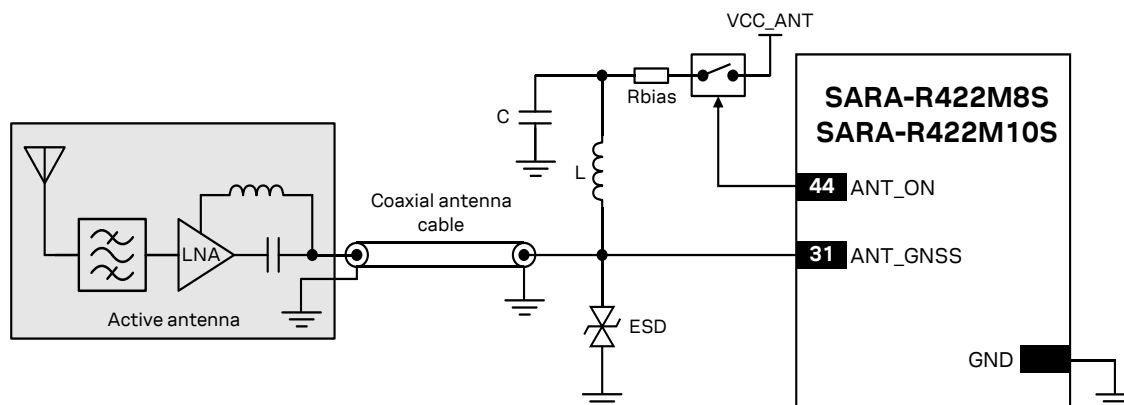 VCC_ANT
Rbias
C
SARA-R422M8S
SARA-R422M10S
L
44 ANT_ON
Coaxial antenna
cable
LNA
31 ANT_GNSS
Active antenna
ESD
GND